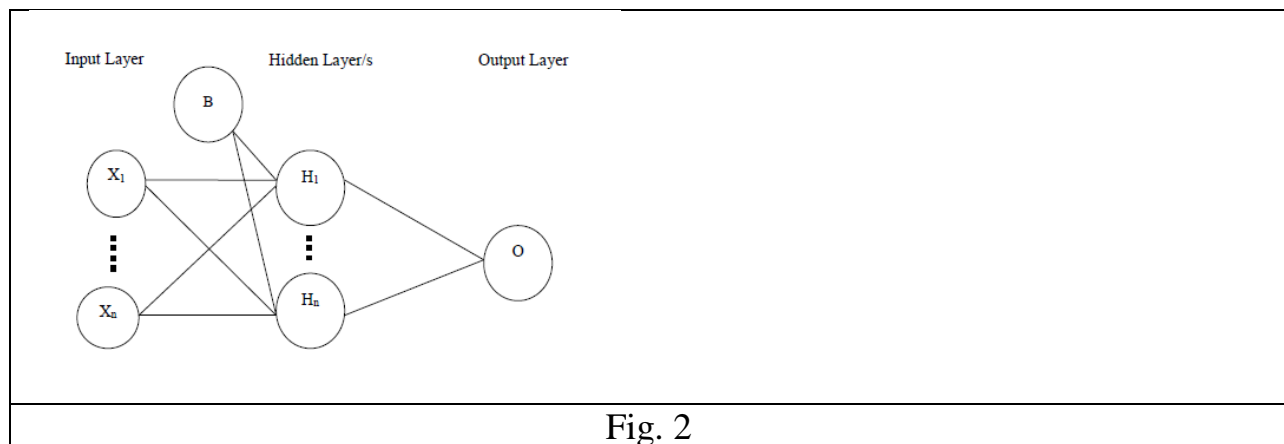 Input Layer Hidden Layer/s Output Layer
B
X₁ H₁
O
Xₙ Hₙ
Fig. 2